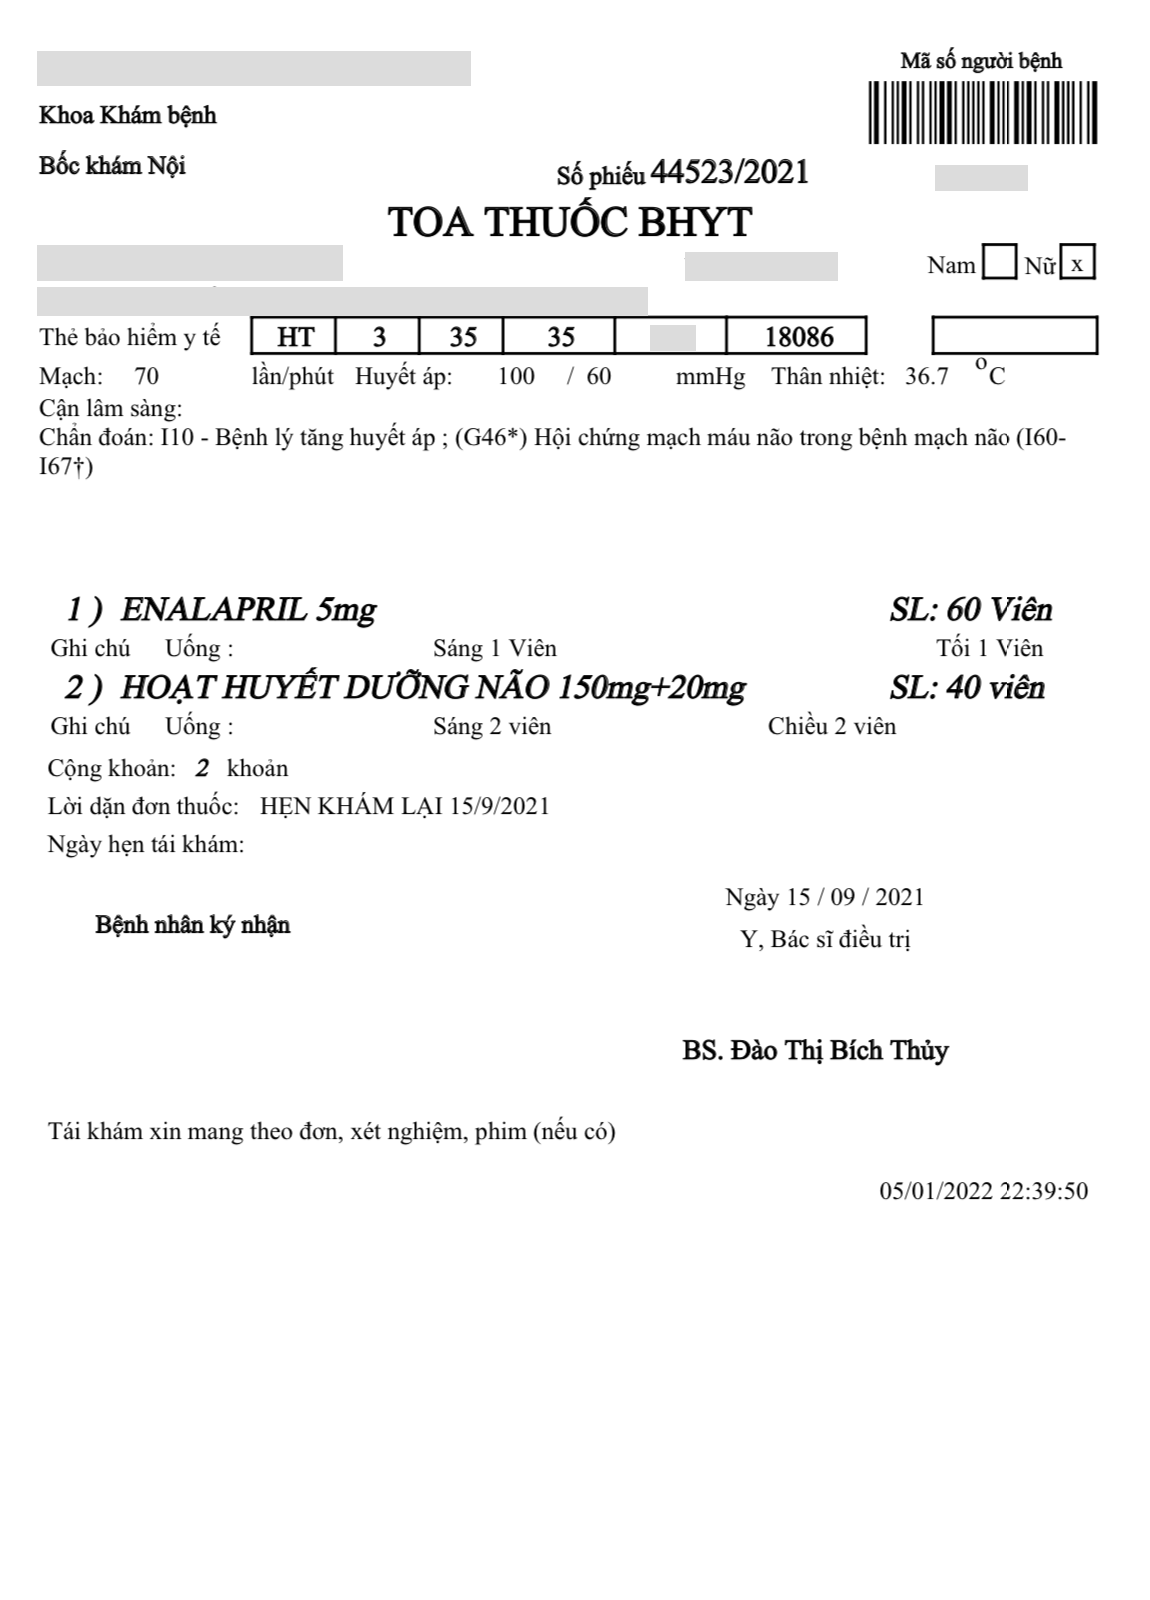 Mã số người bệnh
Khoa Khám bệnh
Bốc khám Nội
Số phiếu 44523/2021
TOA THUỐC BHYT
Nam Nữ x
Thẻ bảo hiểm y tế HT 3 35 35 18086
Mạch: 70 lần/phút Huyết áp: 100 / 60 mmHg Thân nhiệt: 36.7 °C
Cận lâm sàng:
Chẩn đoán: I10 - Bệnh lý tăng huyết áp ; (G46*) Hội chứng mạch máu não trong bệnh mạch não (I60-
I67†)
1 ) ENALAPRIL 5mg SL: 60 Viên
Ghi chú Uống : Sáng 1 Viên Tối 1 Viên
2 ) HOẠT HUYẾT DƯỠNG NÃO 150mg+20mg SL: 40 viên
Ghi chú Uống : Sáng 2 viên Chiều 2 viên
Cộng khoản: 2 khoản
Lời dặn đơn thuốc: HẸN KHÁM LẠI 15/9/2021
Ngày hẹn tái khám:
Ngày 15 / 09 / 2021
Bệnh nhân ký nhận
Y, Bác sĩ điều trị
BS. Đào Thị Bích Thủy
Tái khám xin mang theo đơn, xét nghiệm, phim (nếu có)
05/01/2022 22:39:50